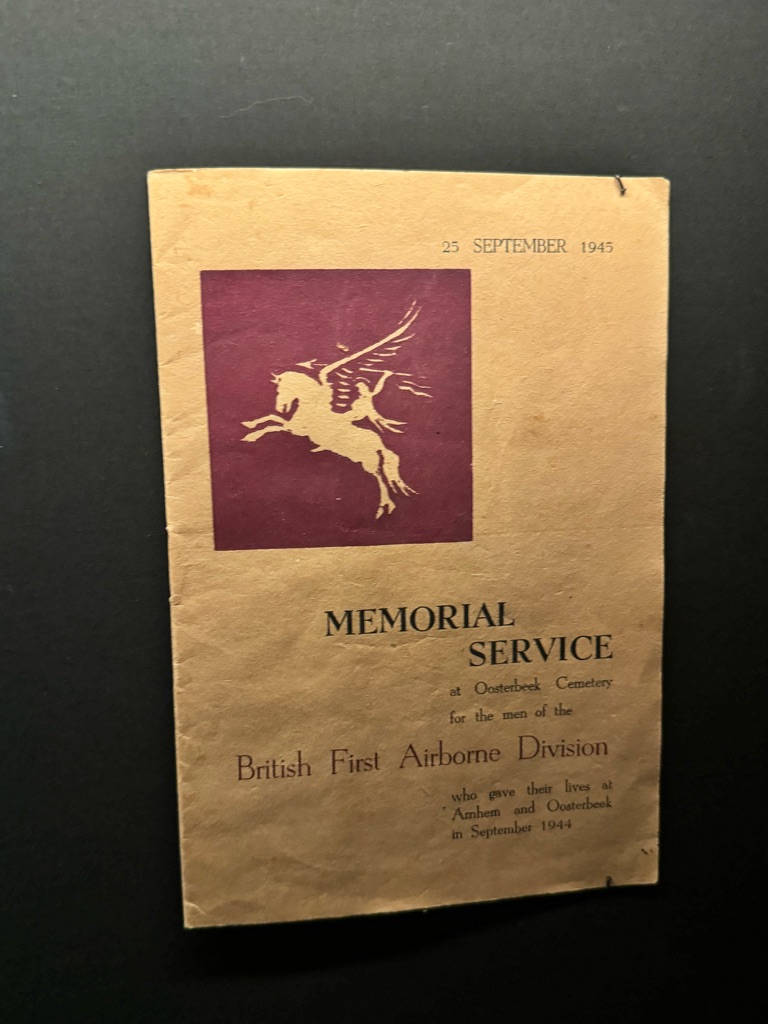 25 SEPTEMBER 1945
MEMORIAL
SERVICE
at Oosterbeek Cemetery
for the men of the
British First Airborne Division
who gave their lives at
Arnhem and Oosterbeek
in September 1944